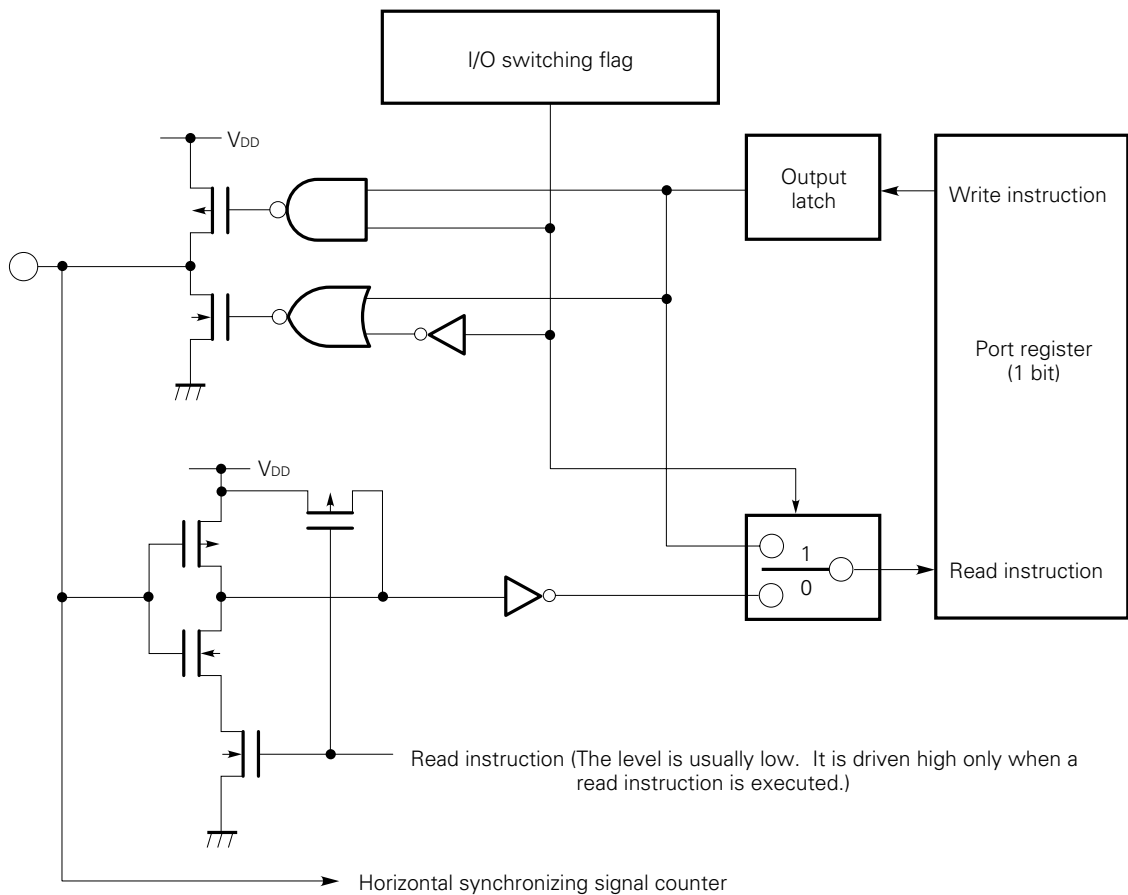 I/O switching flag
VDD
Output
latch
Write instruction
Port register
(1 bit)
VDD
1
0
Read instruction
Read instruction (The level is usually low. It is driven high only when a
read instruction is executed.)
Horizontal synchronizing signal counter